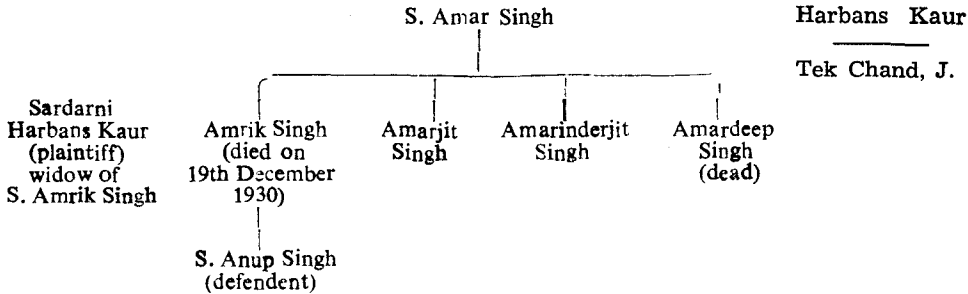 S. Amar Singh
Harbans Kaur
Tek Chand, J.
Sardarni
Harbans Kaur
(plaintiff)
widow of
S. Amrik Singh
Amrik Singh
(died on
19th December
1930)
Amarjit
Singh
Amarinderjit
Singh
Amardeep
Singh
(dead)
S. Anup Singh
(defendent)